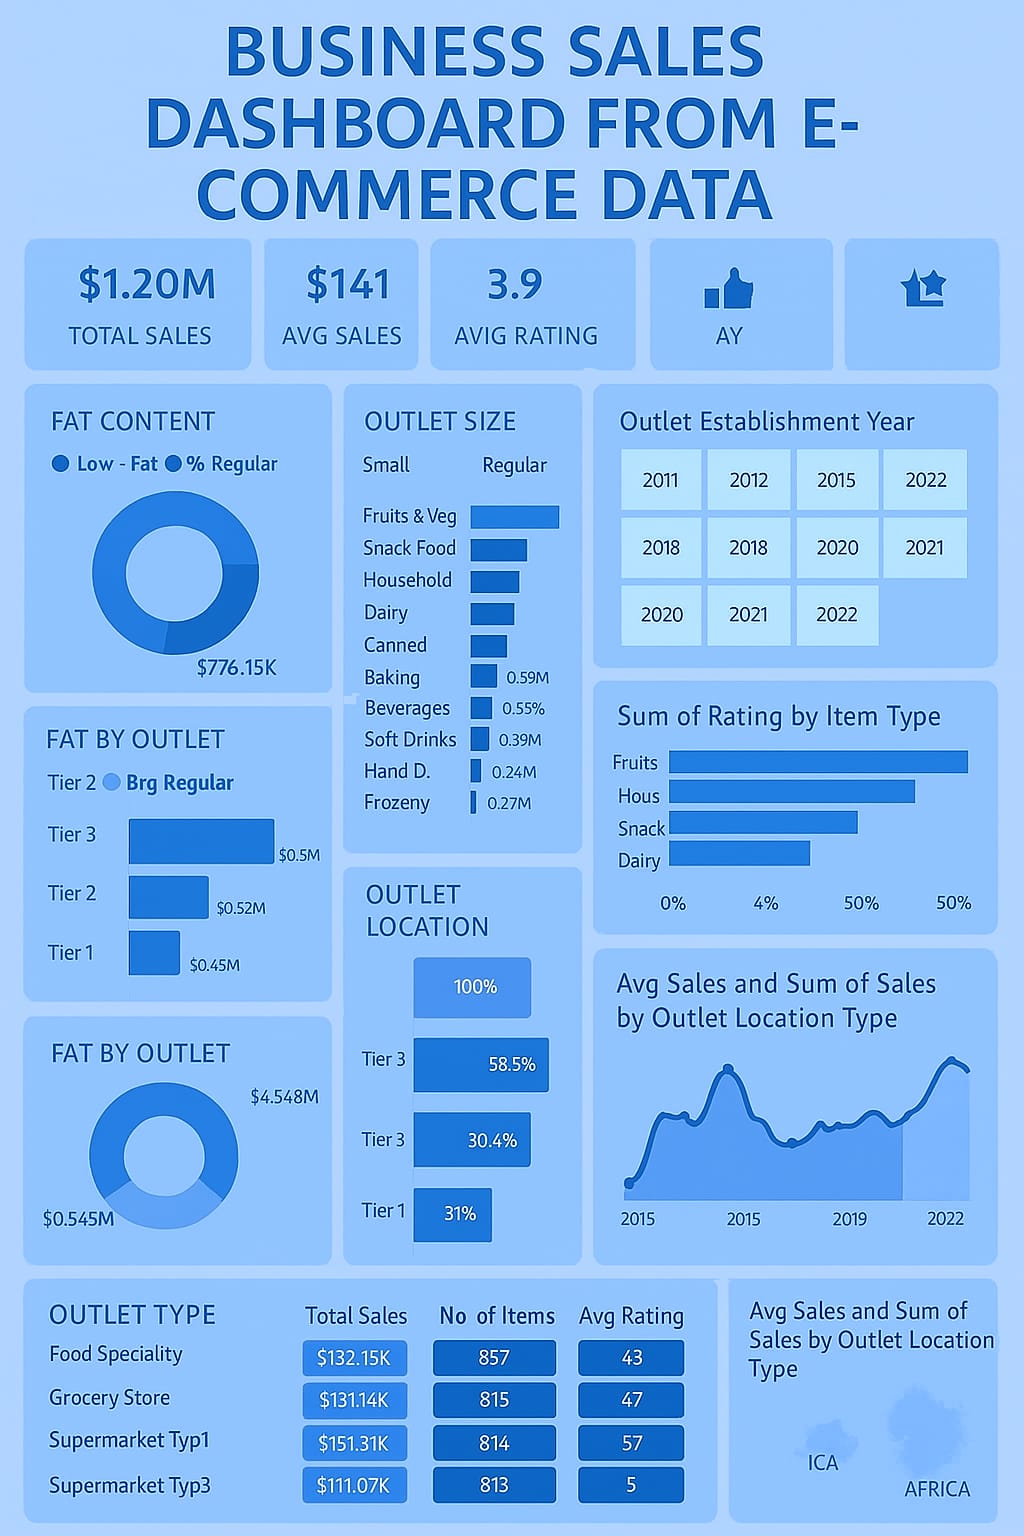 BUSINESS SALES
DASHBOARD FROM E-
COMMERCE DATA
$1.20M
TOTAL SALES
$141
AVG SALES
3.9
AVIG RATING
AY
FAT CONTENT
Low - Fat % Regular
$776.15K
OUTLET SIZE
Small Regular
Fruits & Veg
Snack Food
Household
Dairy
Canned
Baking 0.59M
Beverages 0.55%
Soft Drinks 0.39M
Hand D. 0.24M
Frozeny 0.27M
Outlet Establishment Year
2011 2012 2015 2022
2018 2018 2020 2021
2020 2021 2022
FAT BY OUTLET
Tier 2 Brg Regular
Tier 3 $0.5M
Tier 2 $0.52M
Tier 1 $0.45M
Sum of Rating by Item Type
Fruits
Hous
Snack
Dairy
0% 4% 50% 50%
OUTLET
LOCATION
100%
Tier 3 58.5%
Tier 3 30.4%
Tier 1 31%
Avg Sales and Sum of Sales
by Outlet Location Type
2015 2015 2019 2022
FAT BY OUTLET
$4.548M
$0.545M
OUTLET TYPE Total Sales No of Items Avg Rating
Food Speciality $132.15K 857 43
Grocery Store $131.14K 815 47
Supermarket Typ1 $151.31K 814 57
Supermarket Typ3 $111.07K 813 5
Avg Sales and Sum of
Sales by Outlet Location
Type
ICA
AFRICA